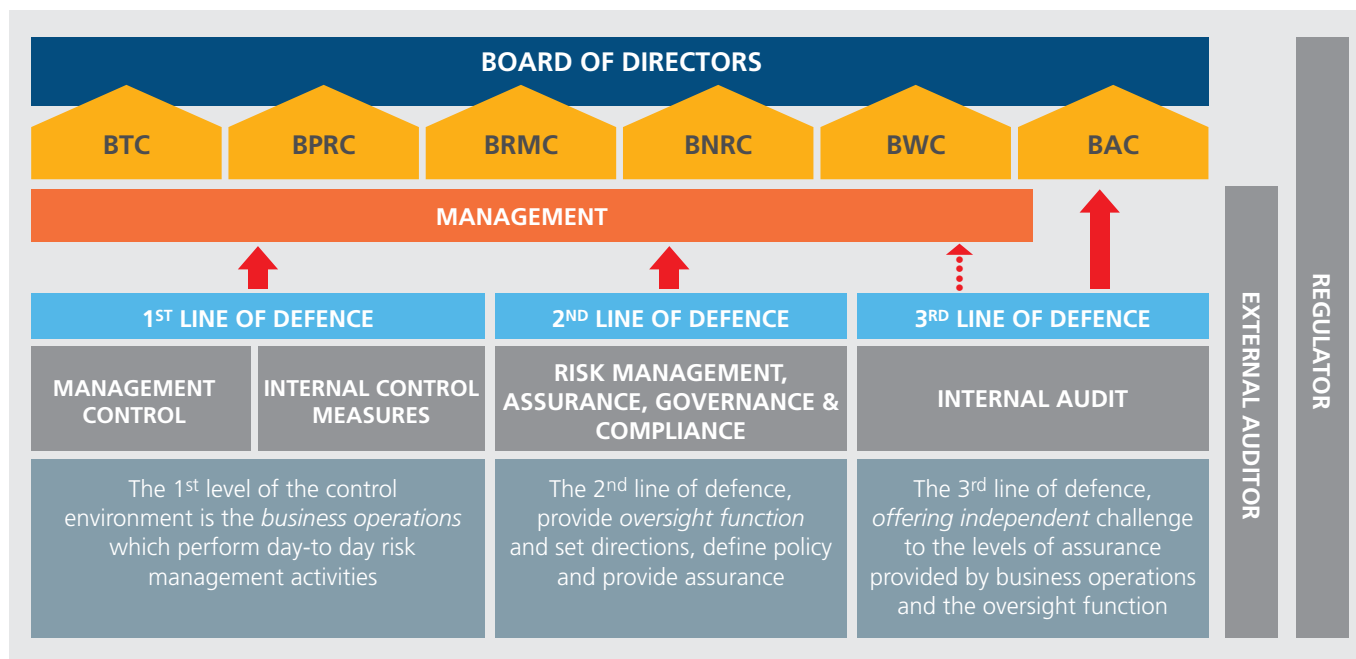 BOARD OF DIRECTORS
BTC
BPRC
BRMC
BNRC
BWC
BAC
MANAGEMENT
1ST LINE OF DEFENCE
2ND LINE OF DEFENCE
3RD LINE OF DEFENCE
MANAGEMENT
CONTROL
INTERNAL CONTROL
MEASURES
RISK MANAGEMENT,
ASSURANCE, GOVERNANCE &
COMPLIANCE
INTERNAL AUDIT
The 1st level of the control
environment is the business operations
which perform day-to day risk
management activities
The 2nd line of defence,
provide oversight function
and set directions, define policy
and provide assurance
The 3rd line of defence,
offering independent challenge
to the levels of assurance
provided by business operations
and the oversight function
EXTERNAL AUDITOR
REGULATOR